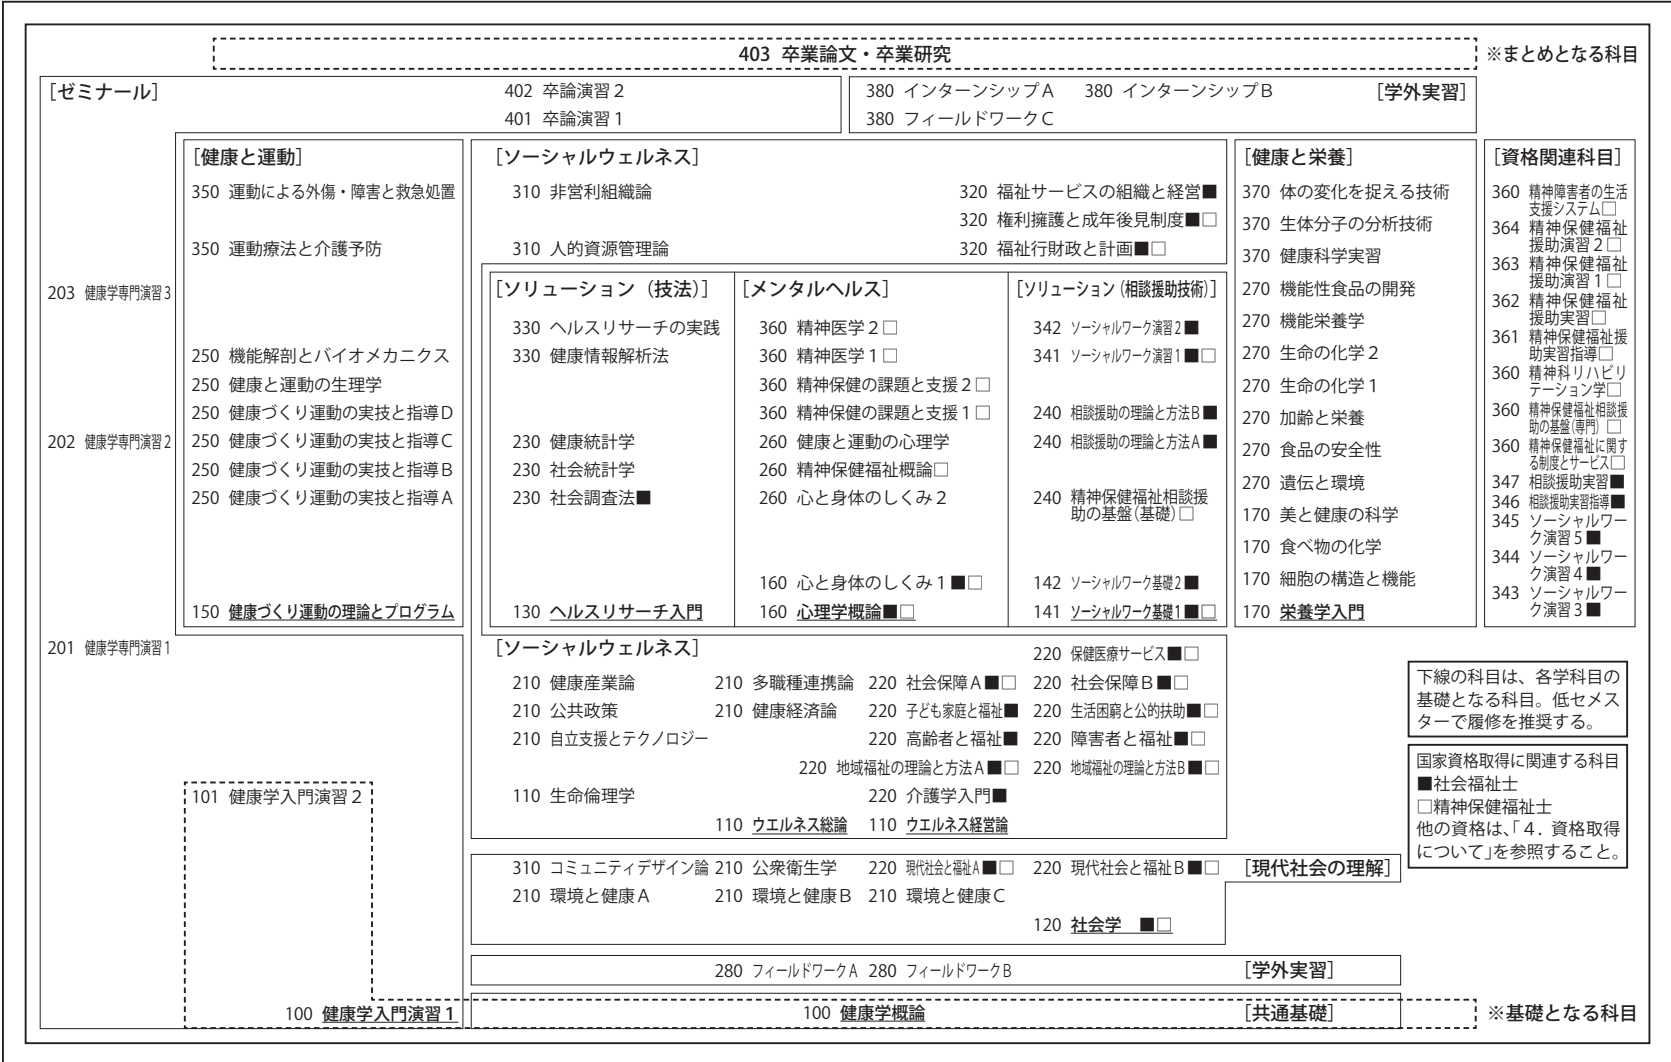 403 卒業論文・卒業研究
※まとめとなる科目
［ゼミナール］
402 卒論演習２
401 卒論演習１
380 インターンシップＡ 380 インターンシップＢ ［学外実習］
380 フィールドワークＣ
203 健康学専門演習3
202 健康学専門演習2
201 健康学専門演習1
［健康と運動］
350 運動による外傷・障害と救急処置
350 運動療法と介護予防
250 機能解剖とバイオメカニクス
250 健康と運動の生理学
250 健康づくり運動の実技と指導Ｄ
250 健康づくり運動の実技と指導Ｃ
250 健康づくり運動の実技と指導Ｂ
250 健康づくり運動の実技と指導Ａ
150 健康づくり運動の理論とプログラム
［ソーシャルウェルネス］
310 非営利組織論 320 福祉サービスの組織と経営■
320 権利擁護と成年後見制度■□
310 人的資源管理論 320 福祉行財政と計画■□
［ソリューション（技法）］
330 ヘルスリサーチの実践
330 健康情報解析法
230 健康統計学
230 社会統計学
230 社会調査法■
130 ヘルスリサーチ入門
［メンタルヘルス］
360 精神医学２□
360 精神医学１□
360 精神保健の課題と支援２□
360 精神保健の課題と支援１□
260 健康と運動の心理学
260 精神保健福祉概論□
260 心と身体のしくみ２
160 心と身体のしくみ１■□
160 心理学概論■□
［ソリューション（相談援助技術）］
342 ソーシャルワーク演習2■
341 ソーシャルワーク演習1■□
240 相談援助の理論と方法Ｂ■
240 相談援助の理論と方法Ａ■
240 精神保健福祉相談援
助の基盤（基礎）□
142 ソーシャルワーク基礎2■
141 ソーシャルワーク基礎1■□
［健康と栄養］
370 体の変化を捉える技術
370 生体分子の分析技術
370 健康科学実習
270 機能性食品の開発
270 機能栄養学
270 生命の化学２
270 生命の化学１
270 加齢と栄養
270 食品の安全性
270 遺伝と環境
170 美と健康の科学
170 食べ物の化学
170 細胞の構造と機能
170 栄養学入門
［資格関連科目］
360 精神障害者の生活
支援システム□
364 精神保健福祉
援助演習２□
363 精神保健福祉
援助演習１□
362 精神保健福祉
援助実習□
361 精神保健福祉援
助実習指導□
360 精神科リハビリ
テーション学□
360 精神保健福祉相談援
助の基盤（専門）□
360 精神保健福祉に関す
る制度とサービス□
347 相談援助実習■
346 相談援助実習指導■
345 ソーシャルワー
ク演習５■
344 ソーシャルワー
ク演習４■
343 ソーシャルワー
ク演習３■
［ソーシャルウェルネス］
220 保健医療サービス■□
210 健康産業論 210 多職種連携論 220 社会保障Ａ■□ 220 社会保障Ｂ■□
210 公共政策 210 健康経済論 220 子ども家庭と福祉■ 220 生活困窮と公的扶助■□
210 自立支援とテクノロジー 220 高齢者と福祉■ 220 障害者と福祉■□
220 地域福祉の理論と方法Ａ■□ 220 地域福祉の理論と方法Ｂ■□
110 生命倫理学 220 介護学入門■
110 ウエルネス総論 110 ウエルネス経営論
下線の科目は、各学科目の
基礎となる科目。低セメス
ターで履修を推奨する。
国家資格取得に関連する科目
■社会福祉士
□精神保健福祉士
他の資格は、「４．資格取得
について」を参照すること。
101 健康学入門演習２
310 コミュニティデザイン論 210 公衆衛生学 220 現代社会と福祉Ａ■□ 220 現代社会と福祉Ｂ■□ ［現代社会の理解］
210 環境と健康Ａ 210 環境と健康Ｂ 210 環境と健康Ｃ
120 社会学 ■□
280 フィールドワークＡ 280 フィールドワークＢ ［学外実習］
100 健康学入門演習１ 100 健康学概論 ［共通基礎］
※基礎となる科目